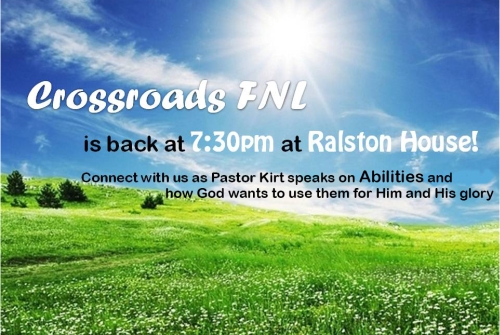 Crossroads FNL
is back at 7:30pm at Ralston House!
Connect with us as Pastor Kirt speaks on Abilities and
how God wants to use them for Him and His glory